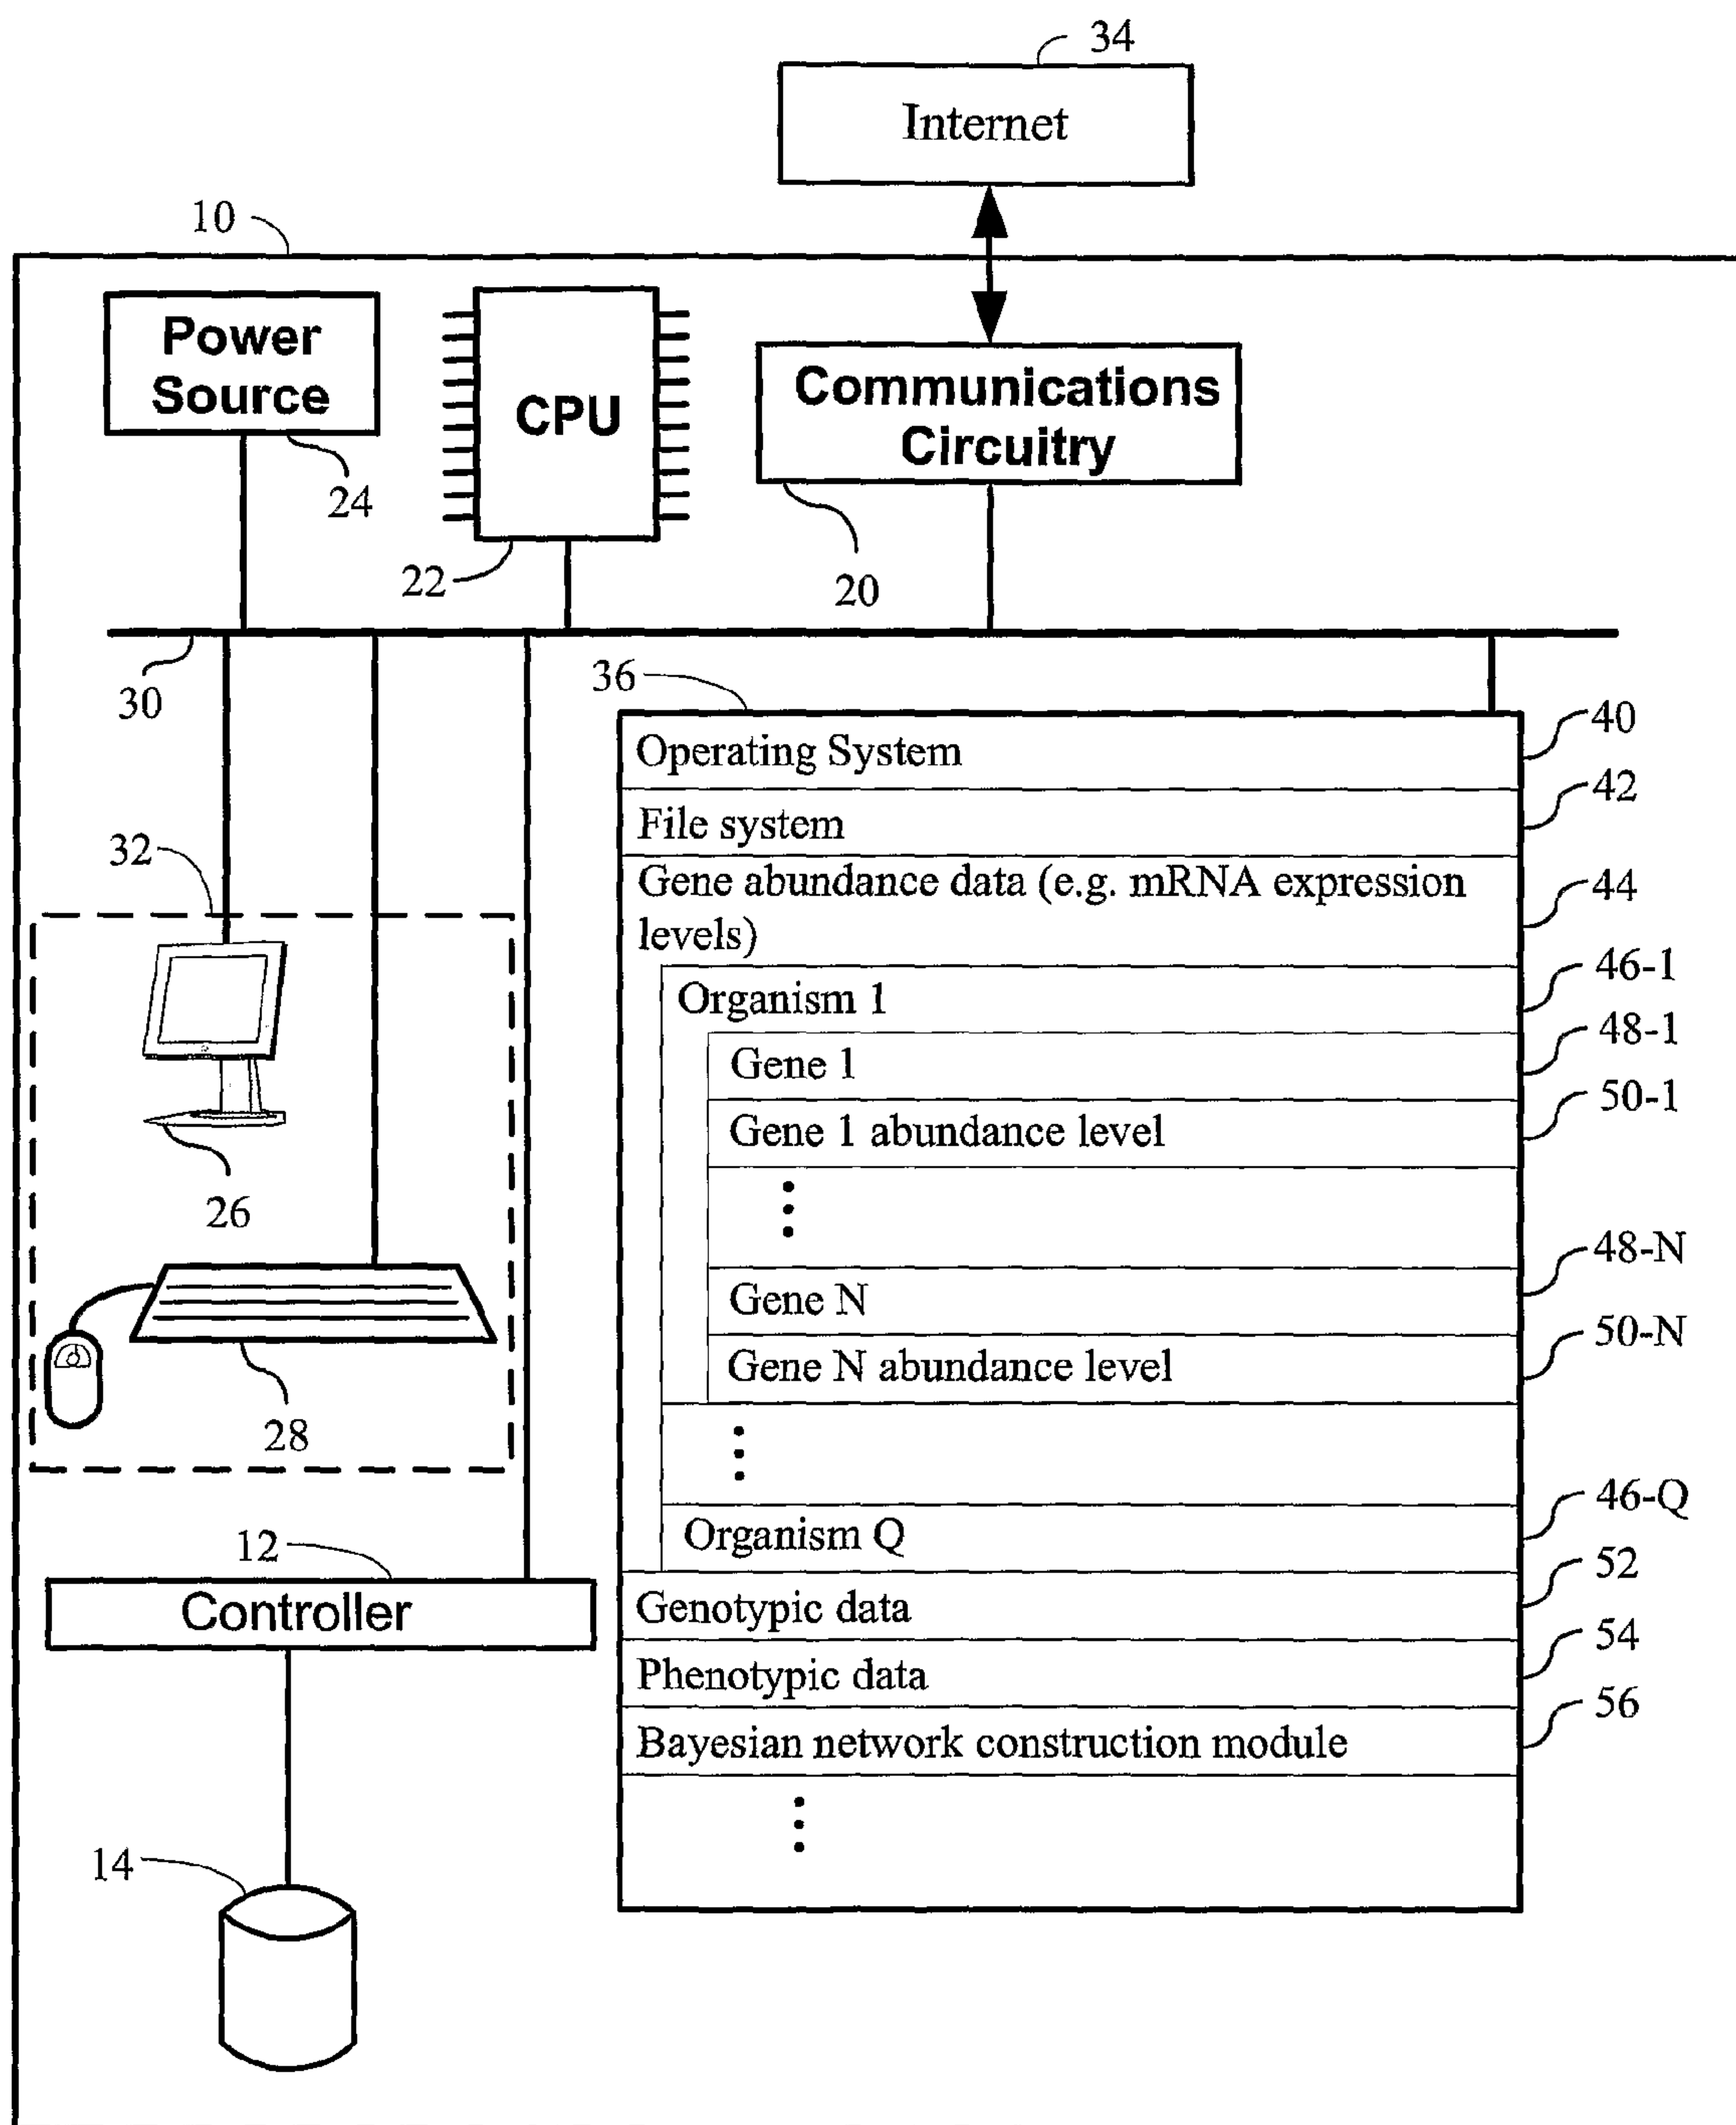 34
Internet
10
Power
Source
24
CPU
22
Communications
Circuitry
20
30
36
Operating System
40
File system
42
Gene abundance data (e.g. mRNA expression
levels)
44
Organism 1
46-1
Gene 1
48-1
Gene 1 abundance level
50-1
Gene N
48-N
Gene N abundance level
50-N
Organism Q
46-Q
Genotypic data
52
Phenotypic data
54
Bayesian network construction module
56
32
26
28
12
Controller
14